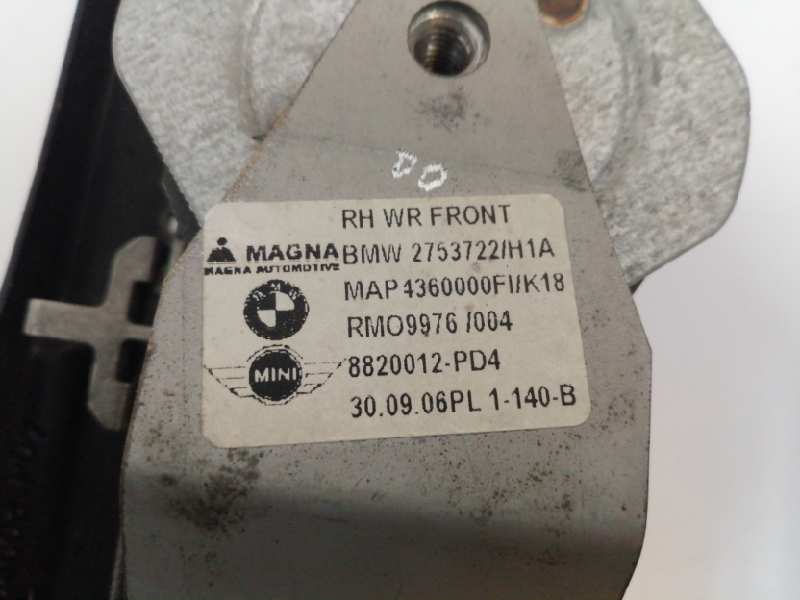 DO
RH WR FRONT
MAGNA BMW 2753722/H1A
MAGNA AUTOMOTIVE
MAP 4360000FI/K18
BMW
RMO9976 /004
MINI
8820012-PD4
30.09.06PL 1-140-B